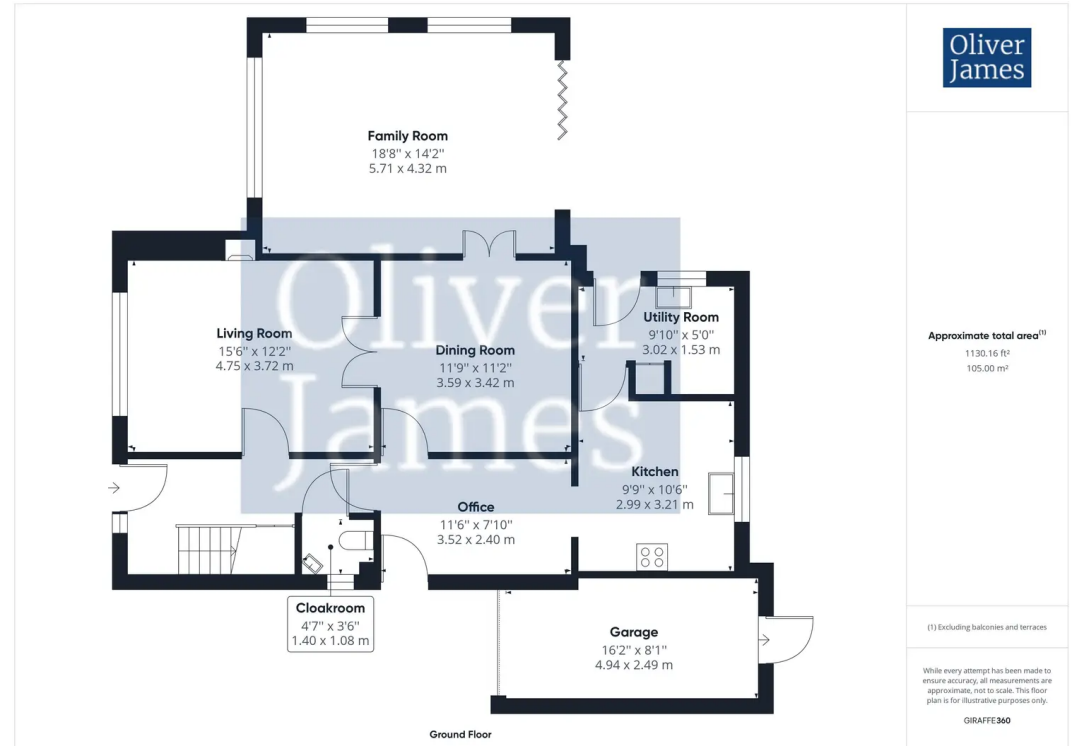 Oliver
James
Family Room
18'8" x 14'2"
5.71 x 4.32 m
Oliver
James
Living Room
15'6" x 12'2"
4.75 x 3.72 m
Dining Room
11'9" x 11'2"
3.59 x 3.42 m
Utility Room
9'10" x 5'0"
3.02 x 1.53 m
Kitchen
9'9" x 10'6"
2.99 x 3.21 m
Office
11'6" x 7'10"
3.52 x 2.40 m
Cloakroom
4'7" x 3'6"
1.40 x 1.08 m
Garage
16'2" x 8'1"
4.94 x 2.49 m
Ground Floor
Approximate total area(1)
1130.16 ft²
105.00 m²
(1) Excluding balconies and terraces
While every attempt has been made to
ensure accuracy, all measurements are
approximate, not to scale. This floor
plan is for illustrative purposes only.
GIRAFFE360